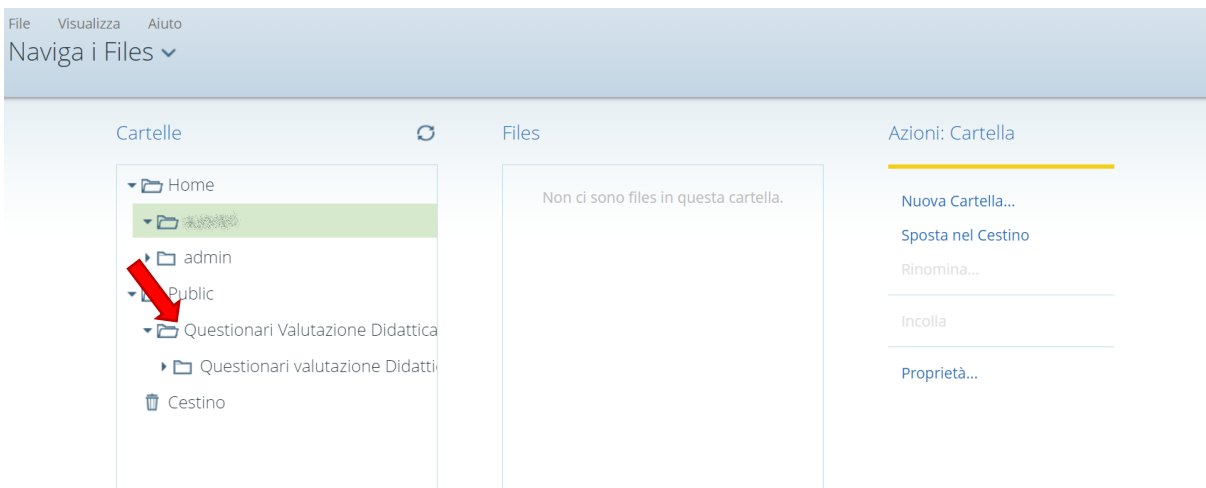 File Visualizza Aiuto
Naviga i Files
Cartelle
Home
admin
Public
Questionari Valutazione Didattica
Questionari valutazione Didatti
Cestino
Files
Non ci sono files in questa cartella.
Azioni: Cartella
Nuova Cartella...
Sposta nel Cestino
Rinomina...
Incolla
Proprietà...